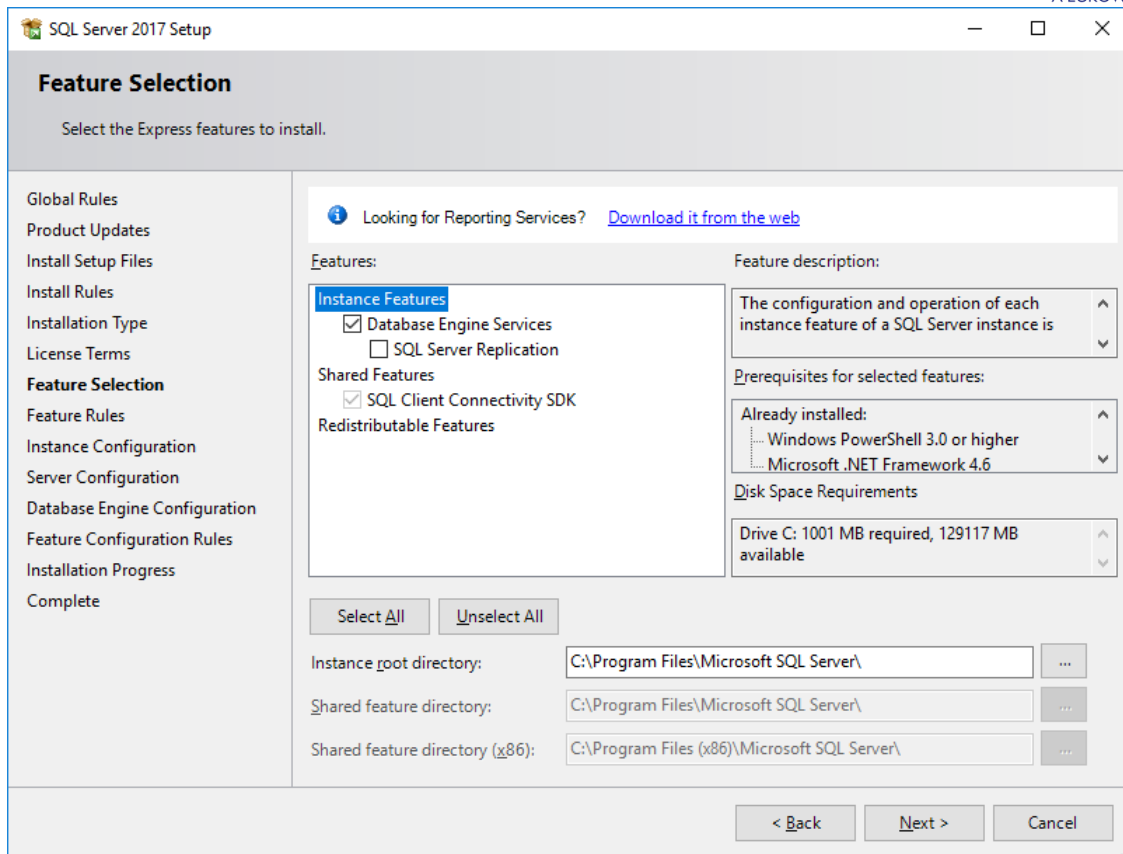 SQL Server 2017 Setup
Feature Selection
Select the Express features to install.
Global Rules
Product Updates
Install Setup Files
Install Rules
Installation Type
License Terms
Feature Selection
Feature Rules
Instance Configuration
Server Configuration
Database Engine Configuration
Feature Configuration Rules
Installation Progress
Complete
Looking for Reporting Services? Download it from the web
Features:
Instance Features
Database Engine Services
SQL Server Replication
Shared Features
SQL Client Connectivity SDK
Redistributable Features
Feature description:
The configuration and operation of each
instance feature of a SQL Server instance is
Prerequisites for selected features:
Already installed:
Windows PowerShell 3.0 or higher
Microsoft .NET Framework 4.6
Disk Space Requirements
Drive C: 1001 MB required, 129117 MB
available
Select All
Unselect All
Instance root directory:
C:\Program Files\Microsoft SQL Server\
...
Shared feature directory:
C:\Program Files\Microsoft SQL Server\
...
Shared feature directory (x86):
C:\Program Files (x86)\Microsoft SQL Server\
...
< Back
Next >
Cancel